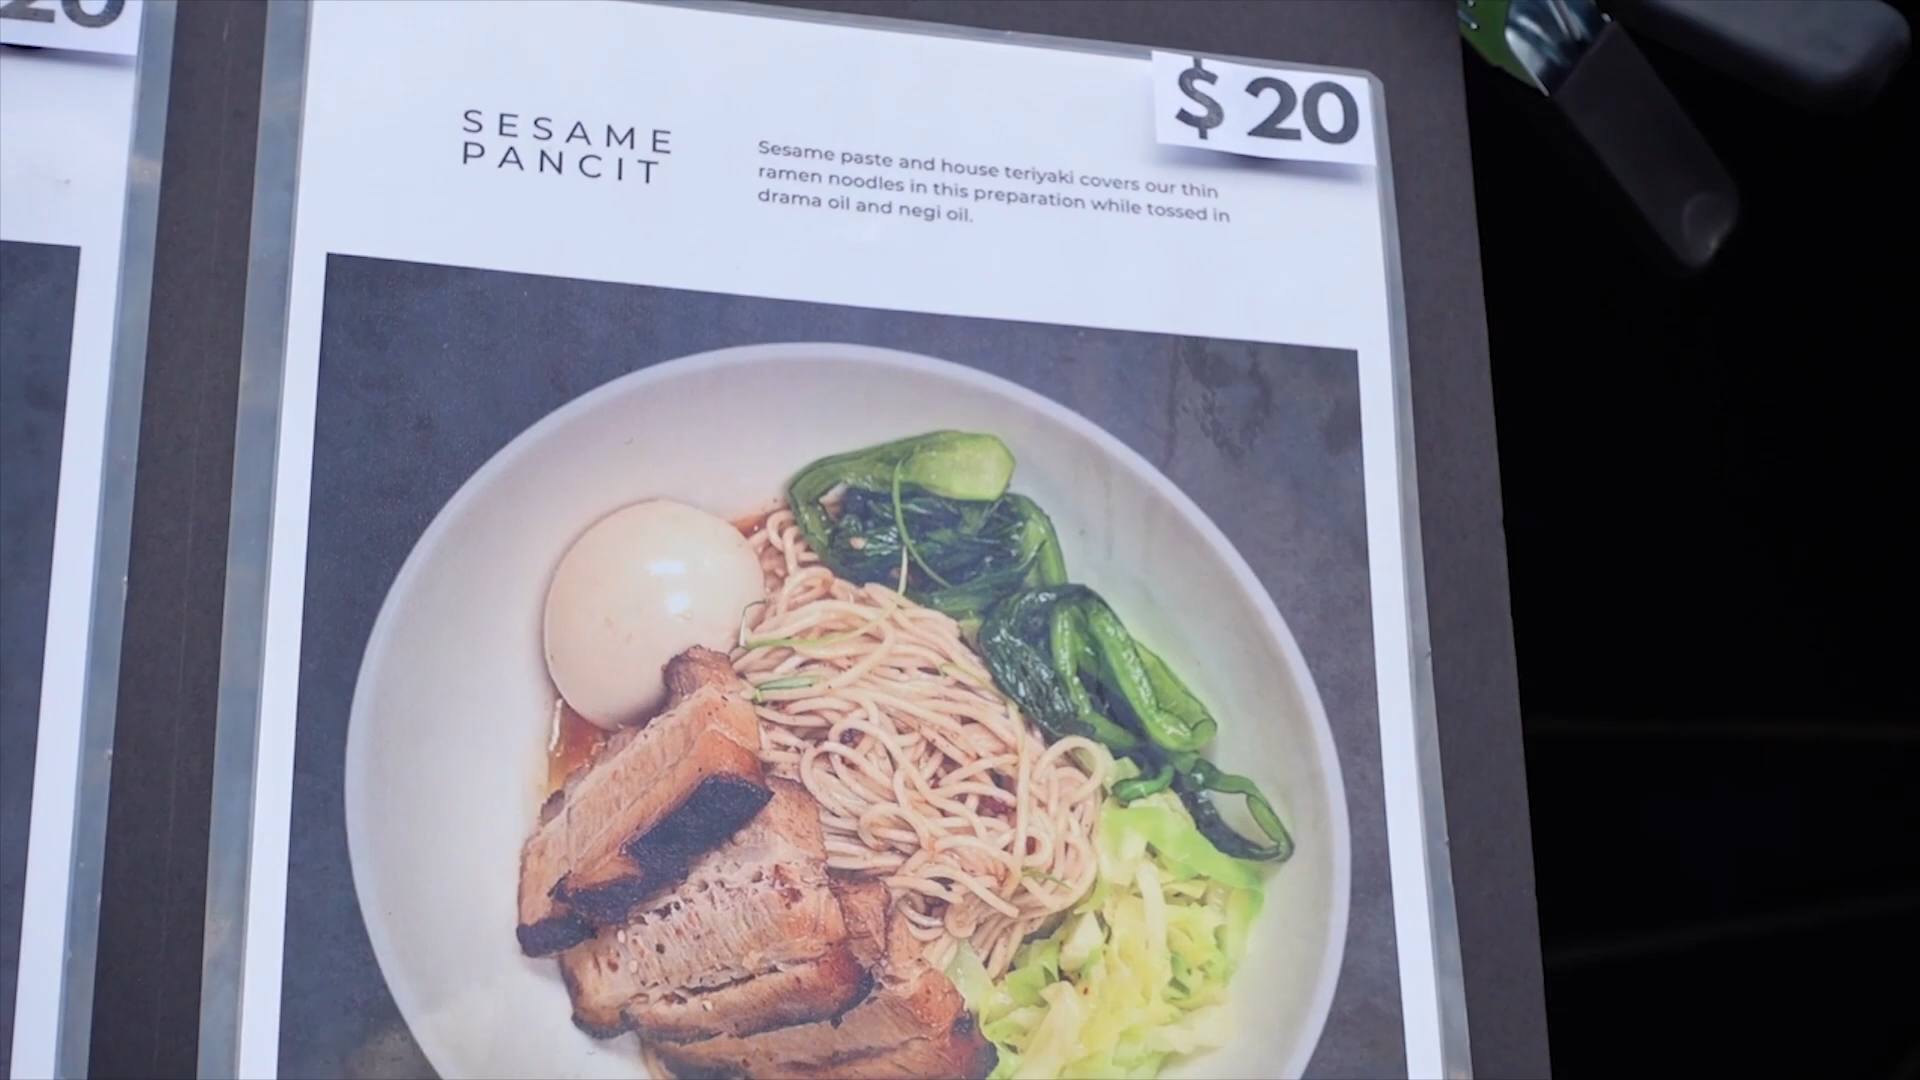 20
$ 20
SESAME
PANCIT
Sesame paste and house teriyaki covers our thin
ramen noodles in this preparation while tossed in
drama oil and negi oil.